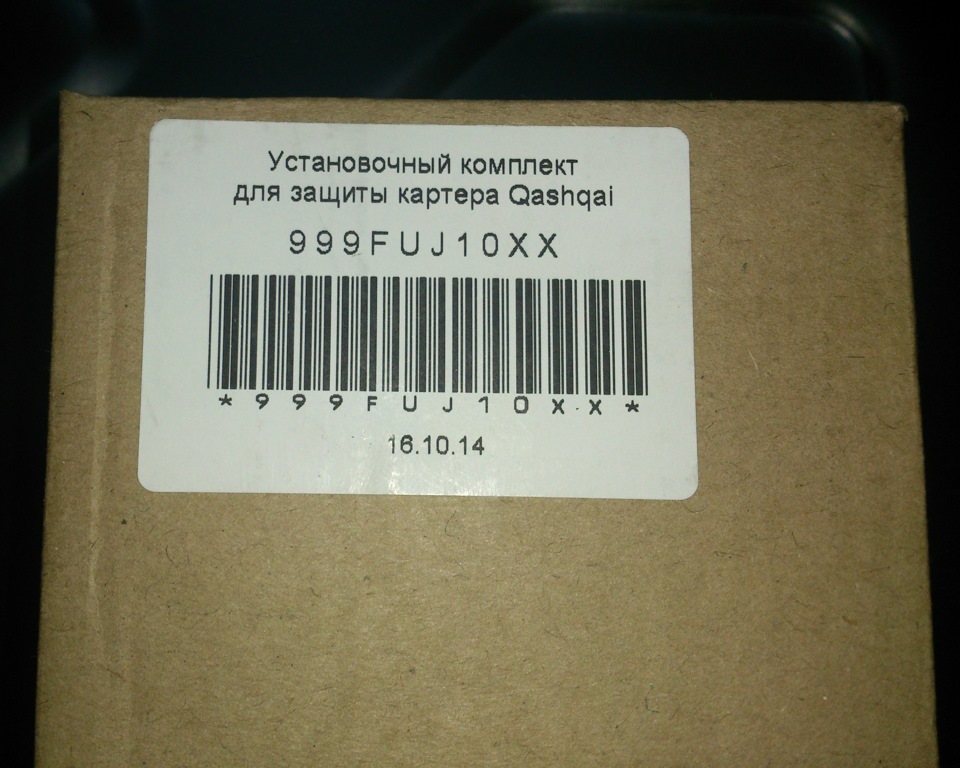 Установочный комплект
для защиты картера Qashqai
999FUJ10XX
*999FUJ10XX*
16.10.14